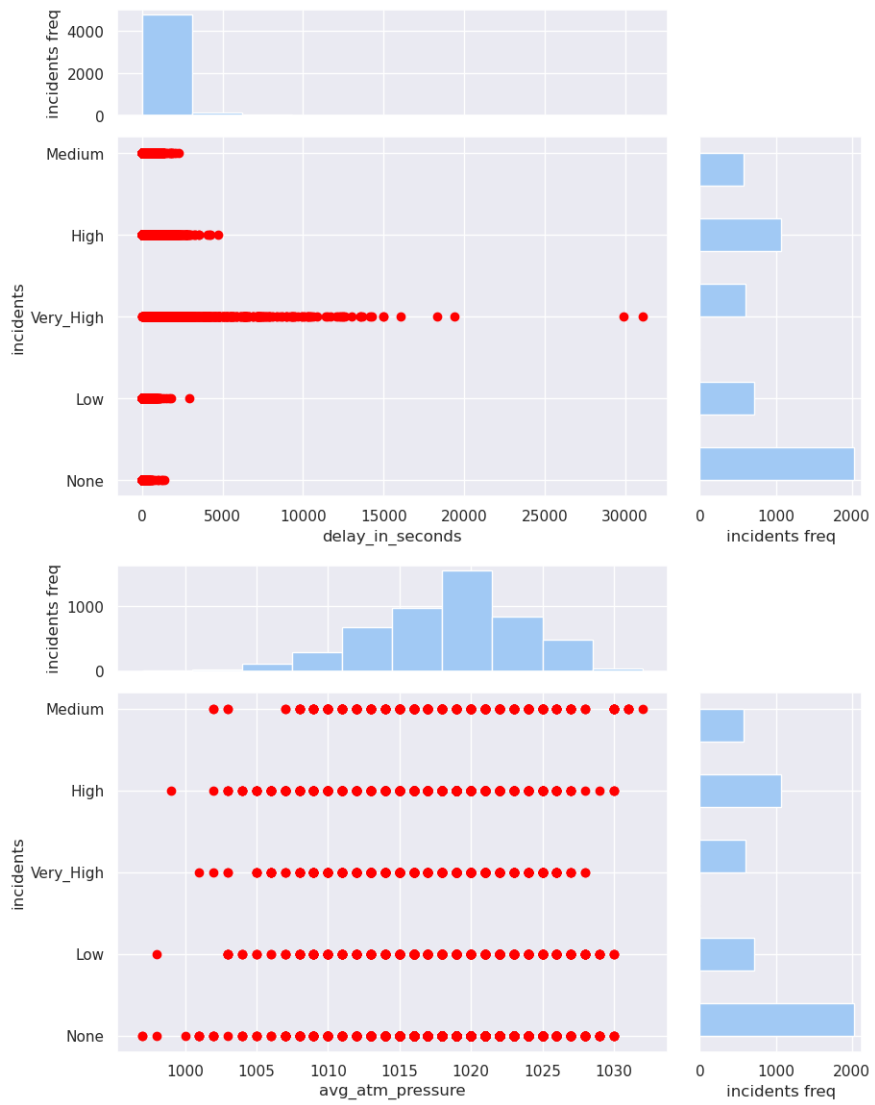 incidents freq
4000
2000
0
incidents
Medium
High
Very_High
Low
None
0 5000 10000 15000 20000 25000 30000
delay_in_seconds
0 1000 2000
incidents freq
incidents freq
1000
0
incidents
Medium
High
Very_High
Low
None
1000 1005 1010 1015 1020 1025 1030
avg_atm_pressure
0 1000 2000
incidents freq